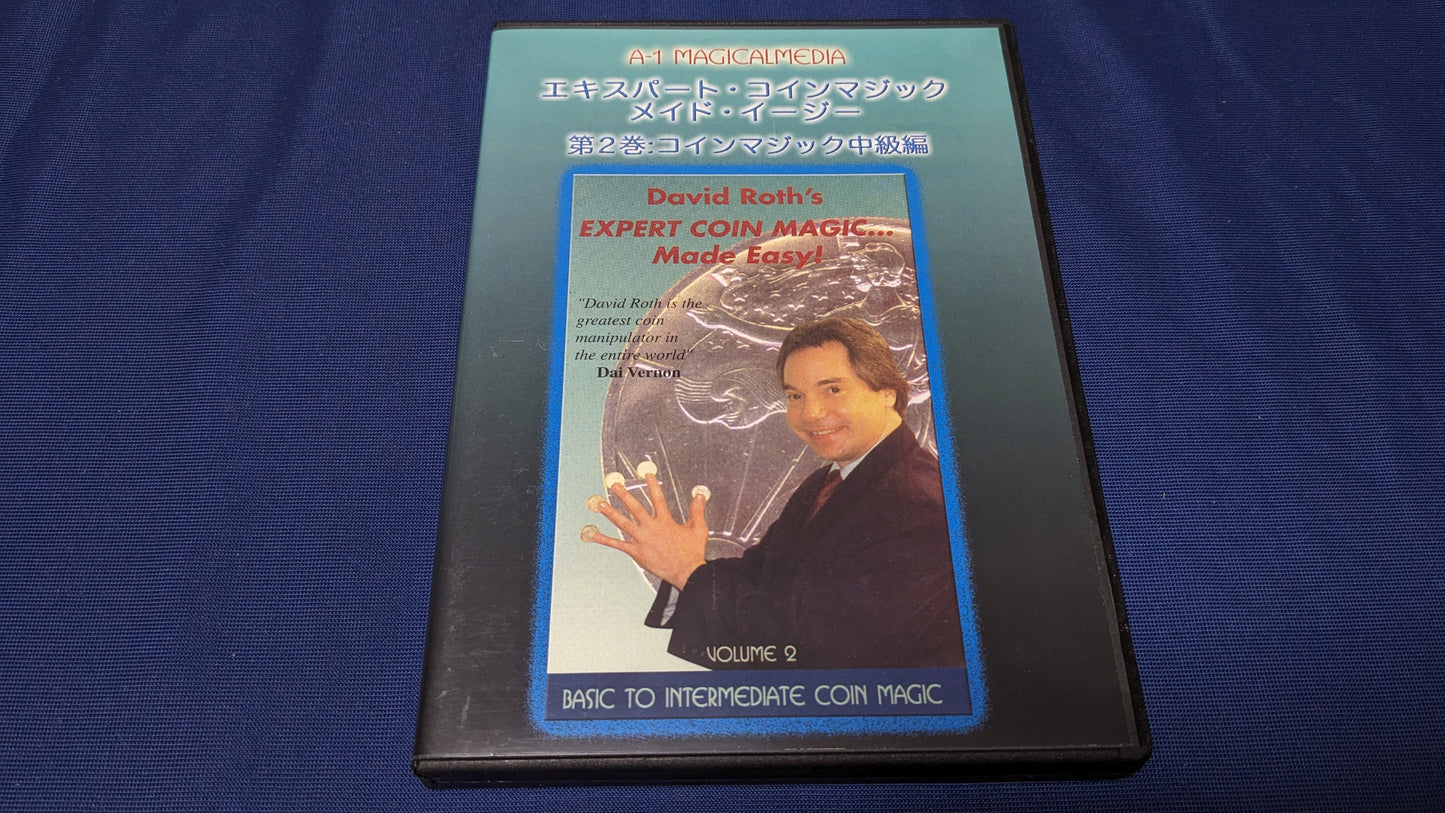 A-1 MAGICALMEDIA
エキスパート・コインマジック
メイド・イージー
第2巻:コインマジック中級編
David Roth's
EXPERT COIN MAGIC...
Made Easy!
"David Roth is the
greatest coin
manipulator in
the entire world"
Dai Vernon
VOLUME 2
BASIC TO INTERMEDIATE COIN MAGIC